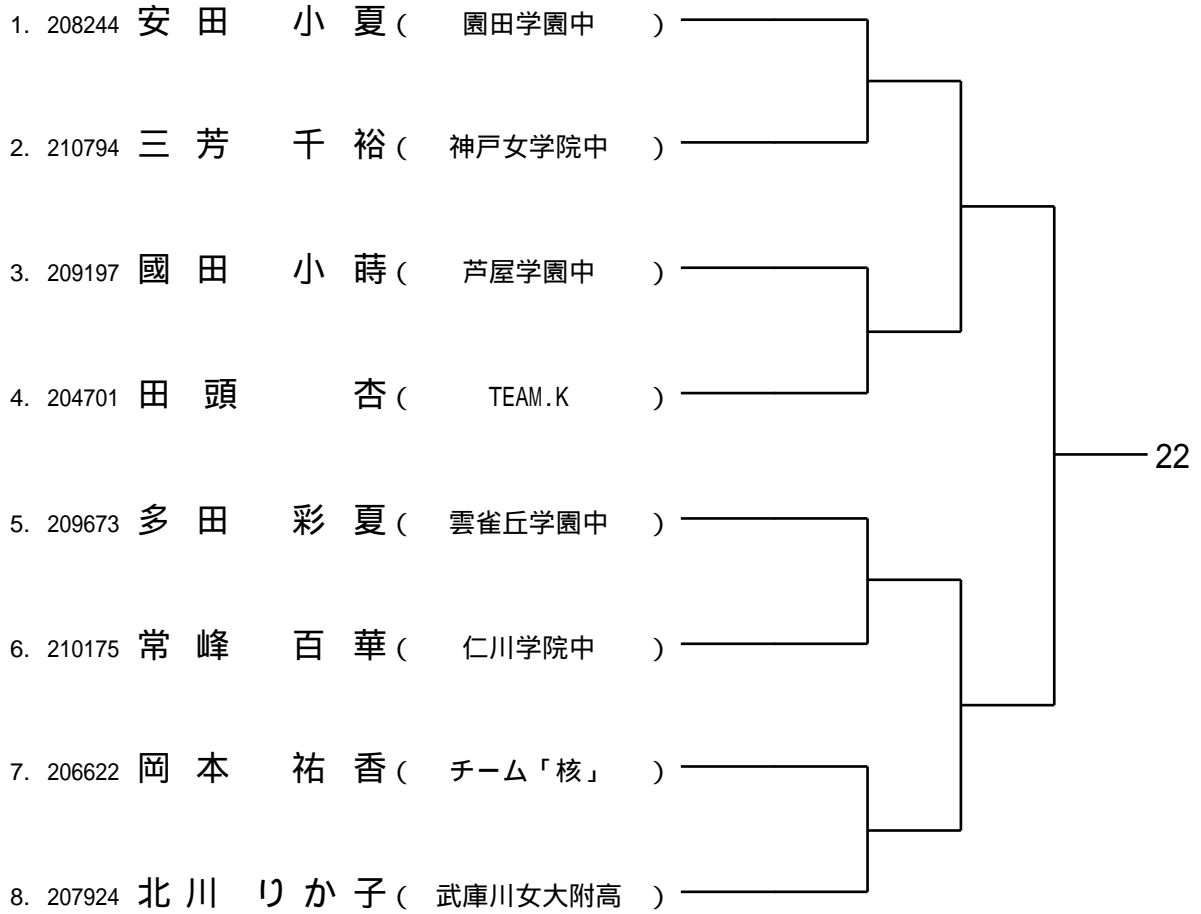 1. 208244 安田 小夏 ( 園田学園中 )
2. 210794 三芳 千裕 ( 神戸女学院中 )
3. 209197 國田 小蒔 ( 芦屋学園中 )
4. 204701 田頭 杏 ( TEAM.K )
22
5. 209673 多田 彩夏 ( 雲雀丘学園中 )
6. 210175 常峰 百華 ( 仁川学院中 )
7. 206622 岡本 祐香 ( チーム「核」 )
8. 207924 北川 りか子 ( 武庫川女大附高 )